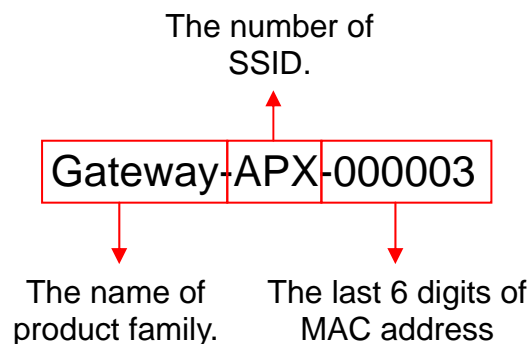 The number of
SSID.
Gateway-APX-000003
The name of
product family.
The last 6 digits of
MAC address